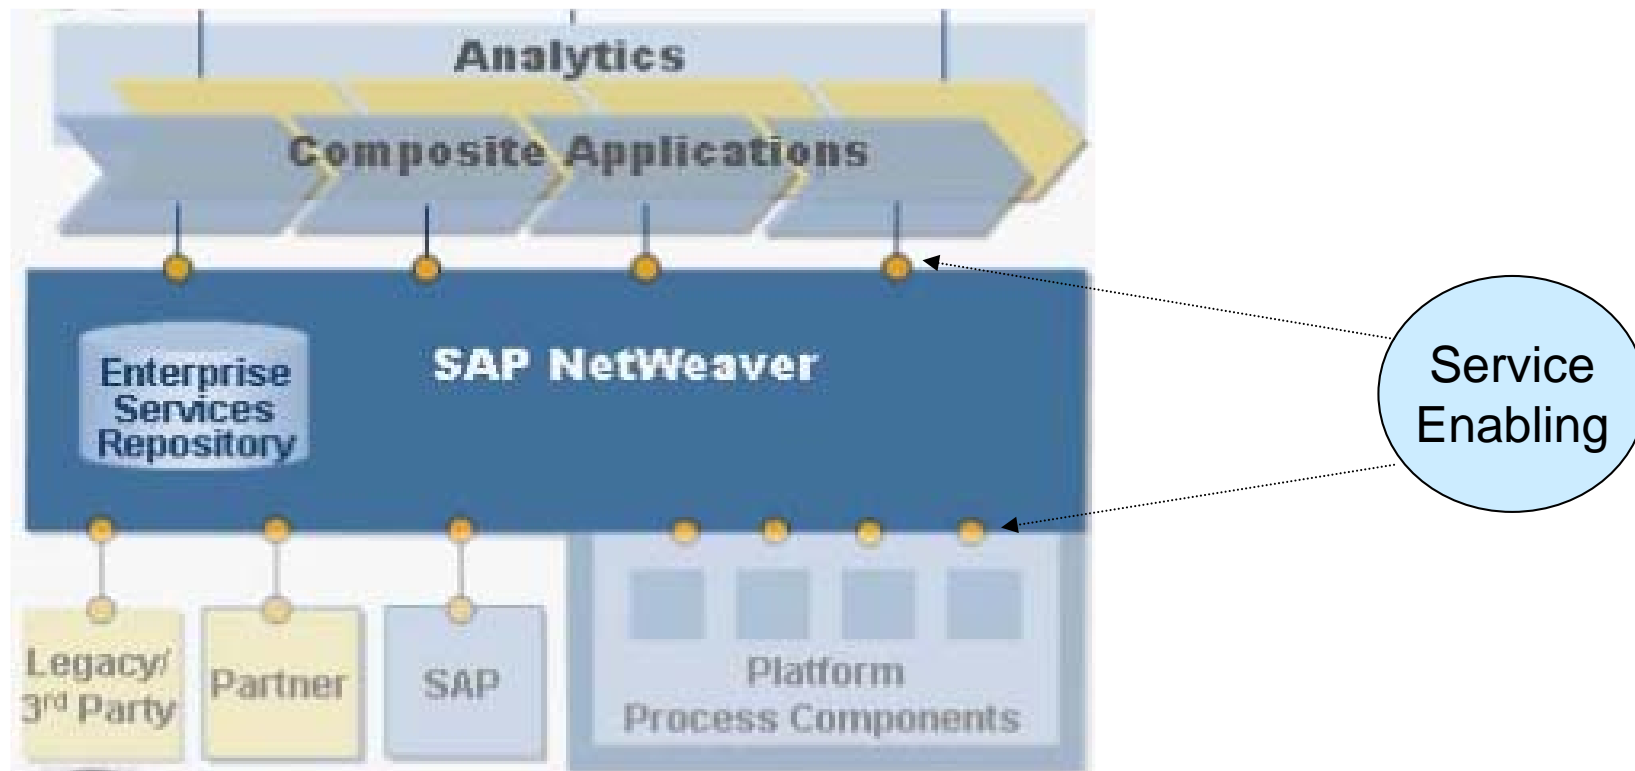 Analytics
Composite Applications
SAP NetWeaver
Enterprise
Services
Repository
Service
Enabling
Legacy/
3rd Party
Partner
SAP
Platform
Process Components